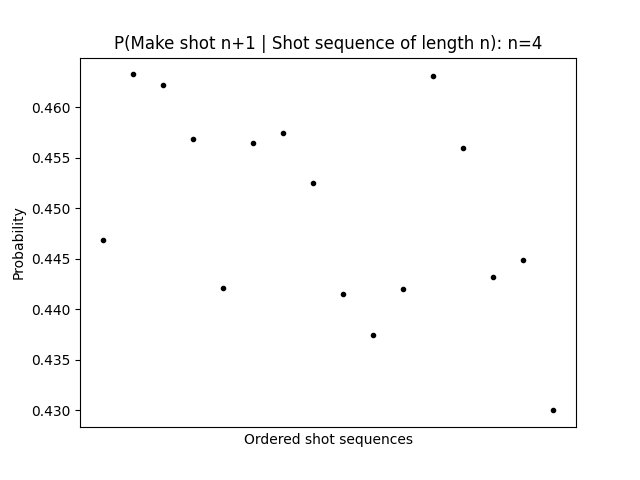 P(Make shot n+1 | Shot sequence of length n): n=4
0.460
0.455
0.450
0.445
0.440
0.435
0.430
Probability
Ordered shot sequences